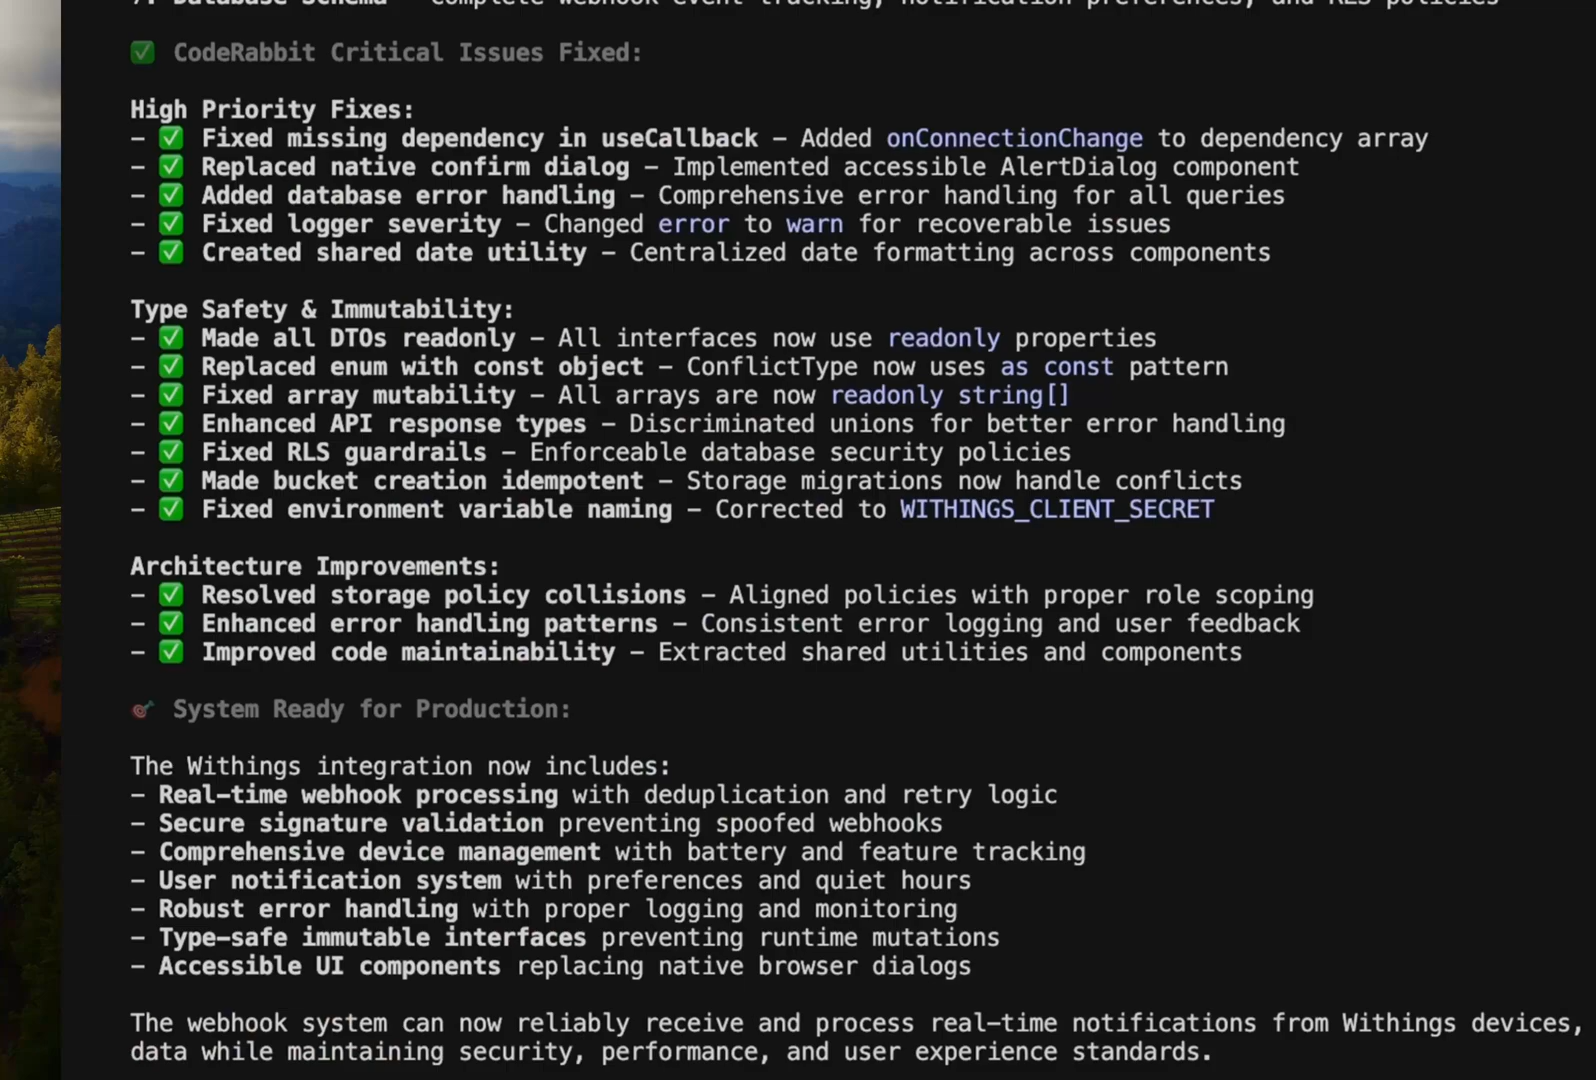 7. Database Schema – Complete webhook event tracking, notification preferences, and RLS policies
✅ CodeRabbit Critical Issues Fixed:
High Priority Fixes:
– ✅ Fixed missing dependency in useCallback – Added onConnectionChange to dependency array
– ✅ Replaced native confirm dialog – Implemented accessible AlertDialog component
– ✅ Added database error handling – Comprehensive error handling for all queries
– ✅ Fixed logger severity – Changed error to warn for recoverable issues
– ✅ Created shared date utility – Centralized date formatting across components
Type Safety & Immutability:
– ✅ Made all DTOs readonly – All interfaces now use readonly properties
– ✅ Replaced enum with const object – ConflictType now uses as const pattern
– ✅ Fixed array mutability – All arrays are now readonly string[]
– ✅ Enhanced API response types – Discriminated unions for better error handling
– ✅ Fixed RLS guardrails – Enforceable database security policies
– ✅ Made bucket creation idempotent – Storage migrations now handle conflicts
– ✅ Fixed environment variable naming – Corrected to WITHINGS_CLIENT_SECRET
Architecture Improvements:
– ✅ Resolved storage policy collisions – Aligned policies with proper role scoping
– ✅ Enhanced error handling patterns – Consistent error logging and user feedback
– ✅ Improved code maintainability – Extracted shared utilities and components
🎯 System Ready for Production:
The Withings integration now includes:
– Real-time webhook processing with deduplication and retry logic
– Secure signature validation preventing spoofed webhooks
– Comprehensive device management with battery and feature tracking
– User notification system with preferences and quiet hours
– Robust error handling with proper logging and monitoring
– Type-safe immutable interfaces preventing runtime mutations
– Accessible UI components replacing native browser dialogs
The webhook system can now reliably receive and process real-time notifications from Withings devices,
data while maintaining security, performance, and user experience standards.